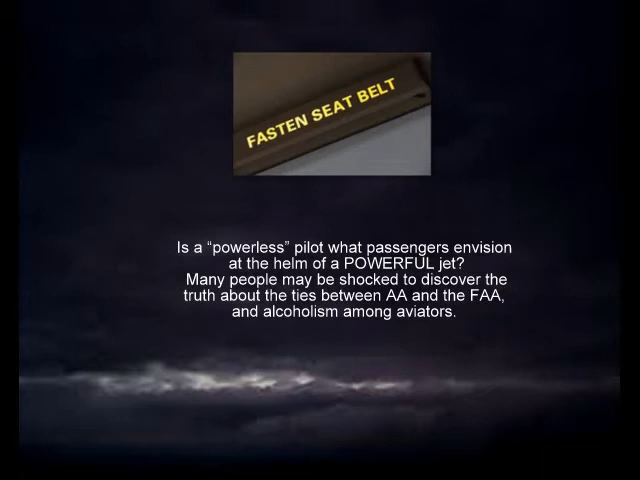 FASTEN SEAT BELT
Is a “powerless” pilot what passengers envision
at the helm of a POWERFUL jet?
Many people may be shocked to discover the
truth about the ties between AA and the FAA,
and alcoholism among aviators.